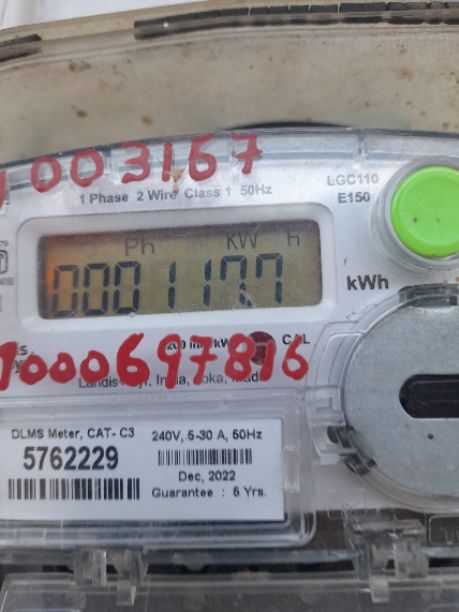 1003167
1 Phase 2 Wire Class 1 50Hz
LGC110
E150
Ph KW h
000117.7
kWh
CAL
1000697816
DLMS Meter, CAT- C3
5762229
240V, 5-30 A, 50Hz
Dec, 2022
Guarantee : 5 Yrs.